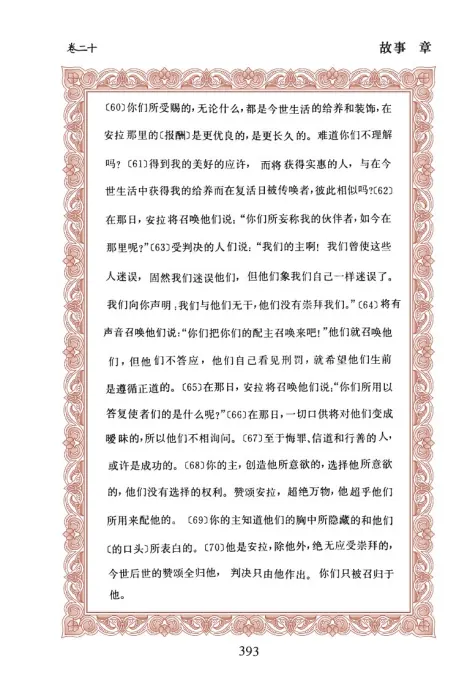 卷二十
故事 章
〔60〕你们所受赐的，无论什么，都是今世生活的给养和装饰，在
安拉那里的〔报酬〕是更优良的，是更长久的。难道你们不理解
吗？〔61〕得到我的美好的应许，而将获得实惠的人，与在今
世生活中获得我的给养而在复活日被传唤者，彼此相似吗？〔62〕
在那日，安拉将召唤他们说：“你们所妄称我的伙伴者，如今在
那里呢？”〔63〕受判决的人们说：“我们的主啊！我们曾使这些
人迷误，固然我们迷误他们，但他们象我们自己一样迷误了。
我们向你声明：我们与他们无干，他们没有崇拜我们。”〔64〕将有
声音召唤他们说：“你们把你们的配主召唤来吧！”他们就召唤他
们，但他们不答应，他们自己看见刑罚，就希望他们生前
是遵循正道的。〔65〕在那日，安拉将召唤他们说：“你们所用以
答复使者们的是什么呢？”〔66〕在那日，一切口供将对他们变成
暧昧的，所以他们不相询问。〔67〕至于悔罪、信道和行善的人，
或许是成功的。〔68〕你的主，创造他所意欲的，选择他所意欲
的，他们没有选择的权利。赞颂安拉，超绝万物，他超乎他们
所用来配他的。〔69〕你的主知道他们的胸中所隐藏的和他们
〔的口头〕所表白的。〔70〕他是安拉，除他外，绝无应受崇拜的，
今世后世的赞颂全归他，判决只由他作出。你们只被召归于
他。
393